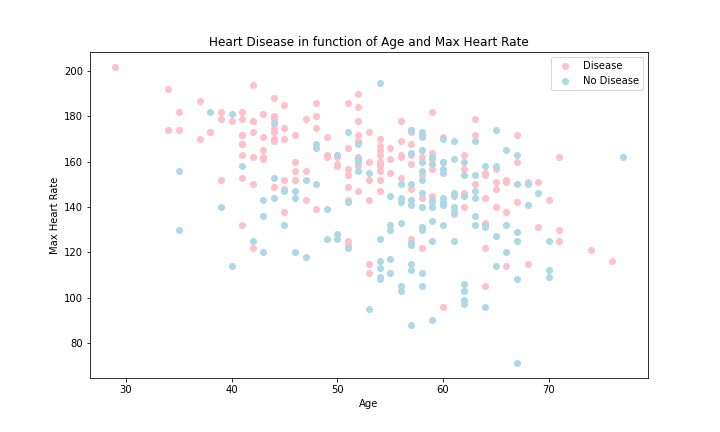 Heart Disease in function of Age and Max Heart Rate
Disease
No Disease
200
180
160
140
120
100
80
Max Heart Rate
30 40 50 60 70
Age